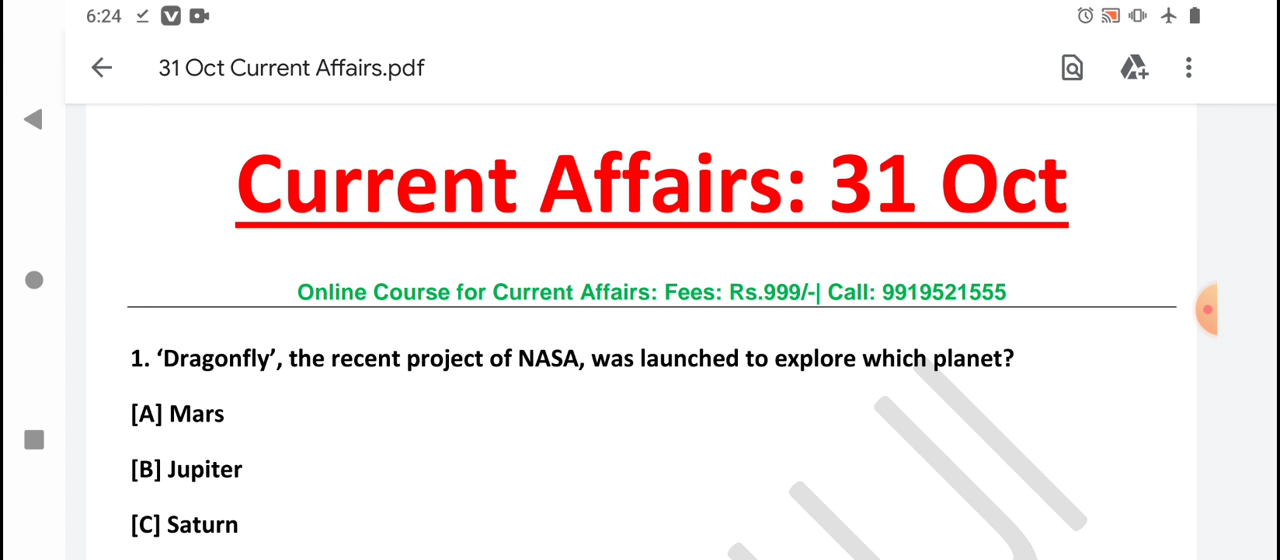 6:24
31 Oct Current Affairs.pdf
Current Affairs: 31 Oct
Online Course for Current Affairs: Fees: Rs.999/-| Call: 9919521555
1. ‘Dragonfly’, the recent project of NASA, was launched to explore which planet?
[A] Mars
[B] Jupiter
[C] Saturn